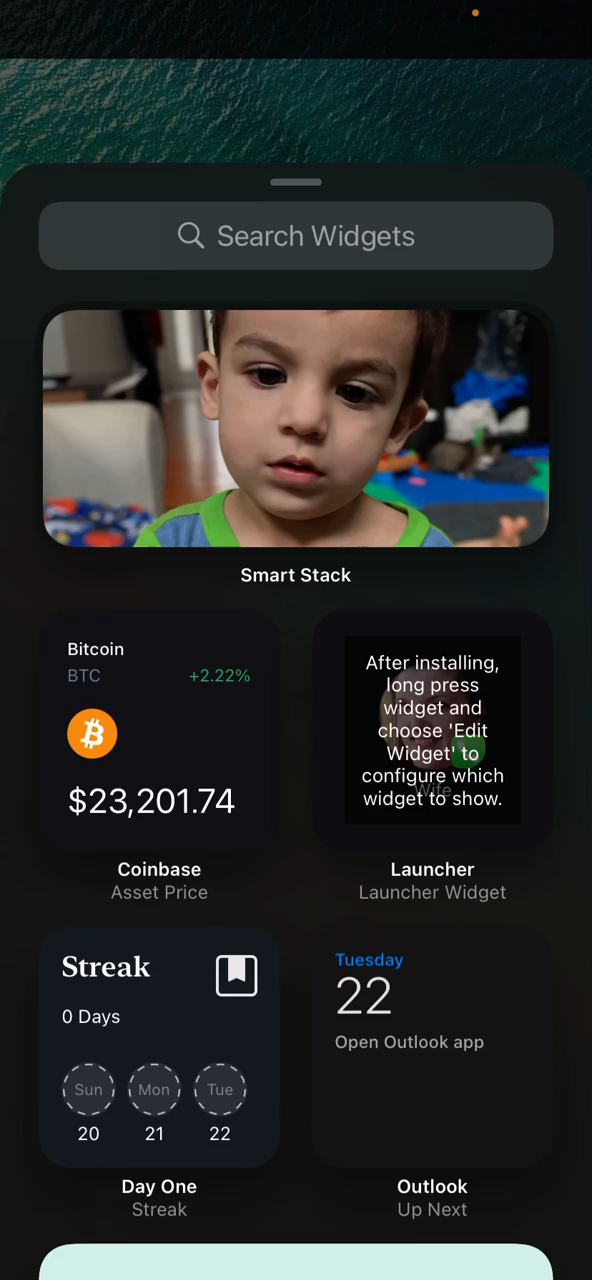 Search Widgets
Smart Stack
Bitcoin
BTC +2.22%
$23,201.74
Coinbase
Asset Price
After installing,
long press
widget and
choose 'Edit
Widget' to
configure which
widget to show.
Wife
Launcher
Launcher Widget
Streak
0 Days
Sun Mon Tue
20 21 22
Day One
Streak
Tuesday
22
Open Outlook app
Outlook
Up Next